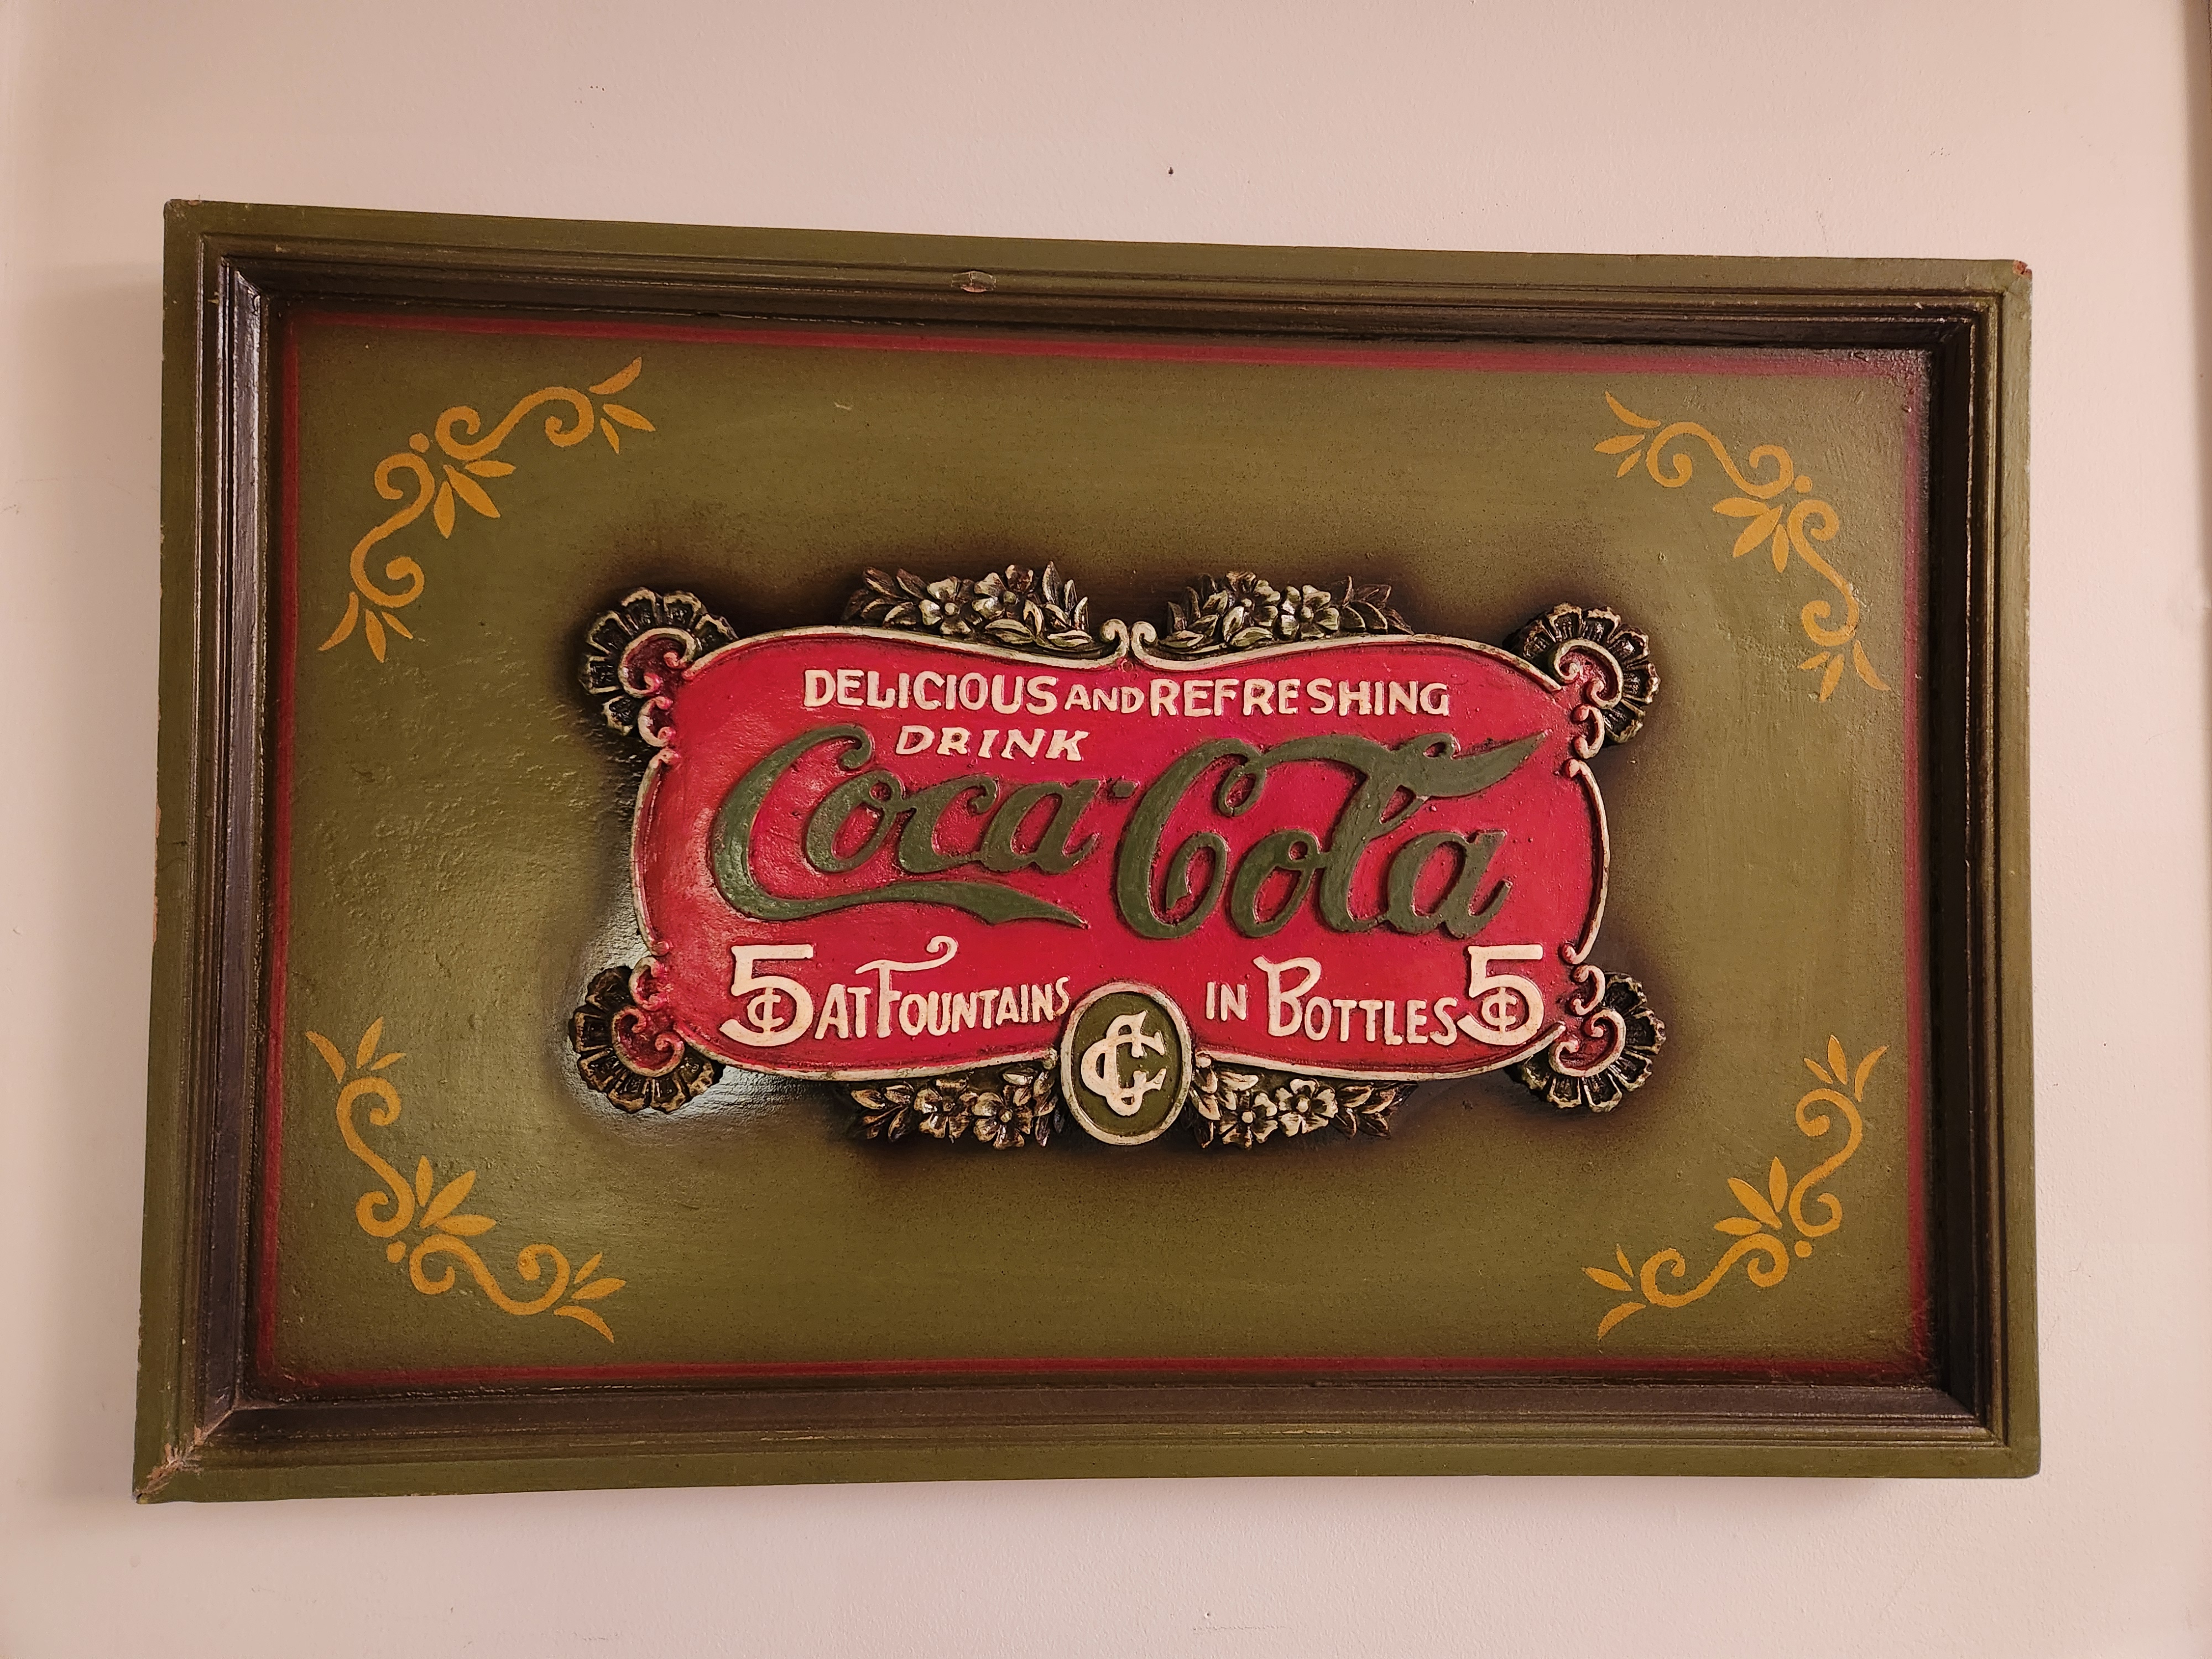 DELICIOUS AND REFRESHING
DRINK
Coca-Cola
5¢ AT FOUNTAINS IN BOTTLES 5¢
CC